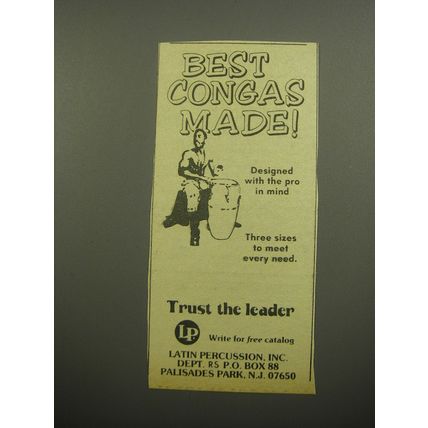 BEST
CONGAS
MADE!
Designed
with the pro
in mind
Three sizes
to meet
every need.
Trust the leader
LP Write for free catalog
LATIN PERCUSSION, INC.
DEPT. RS P.O. BOX 88
PALISADES PARK, N.J. 07650